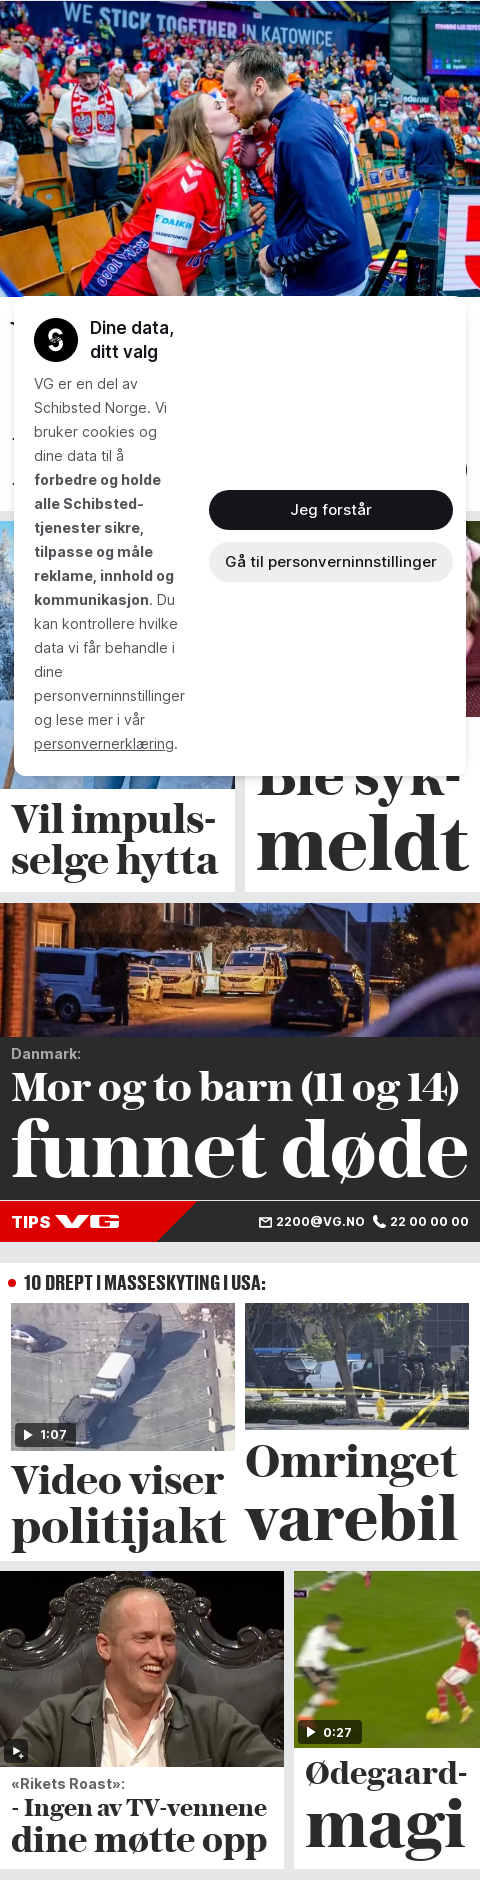 WE STICK TOGETHER IN KATOWICE.
DAIKIN
VARMEPUMPER
Dine data,
ditt valg
VG er en del av
Schibsted Norge. Vi
bruker cookies og
dine data til å
forbedre og holde
alle Schibsted-
tjenester sikre,
tilpasse og måle
reklame, innhold og
kommunikasjon. Du
kan kontrollere hvilke
data vi får behandle i
dine
personverninnstillinger
og lese mer i vår
personvernerklæring.
Jeg forstår
Gå til personverninnstillinger
Vil impuls-
selge hytta
Ble syk-
meldt
Danmark:
Mor og to barn (11 og 14)
funnet døde
TIPS VG
2200@VG.NO 22 00 00 00
10 DREPT I MASSESKYTING I USA:
1:07
Video viser
politijakt
Omringet
varebil
«Rikets Roast»:
- Ingen av TV-vennene
dine møtte opp
0:27
Ødegaard-
magi